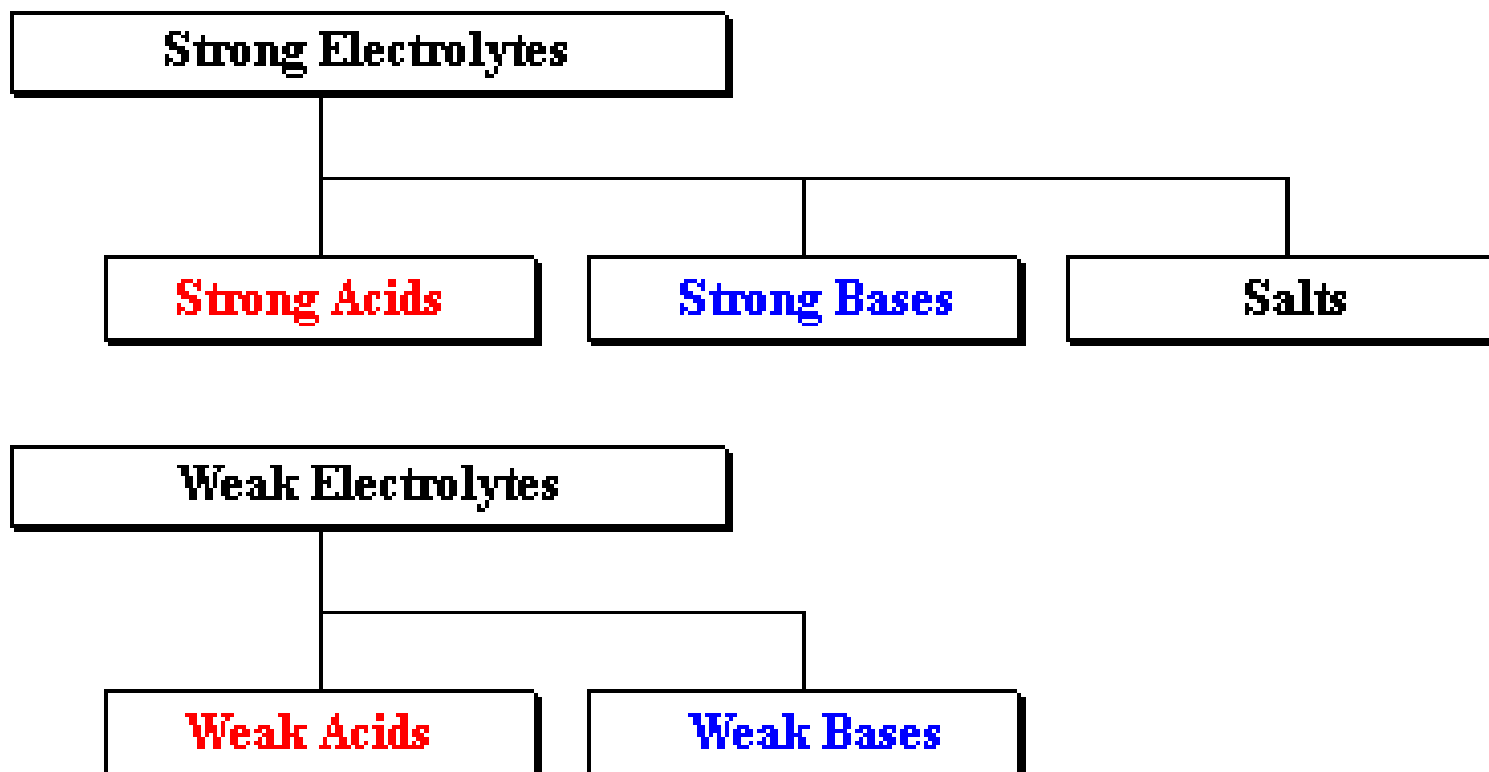 Strong Electrolytes
Strong Acids
Strong Bases
Salts
Weak Electrolytes
Weak Acids
Weak Bases